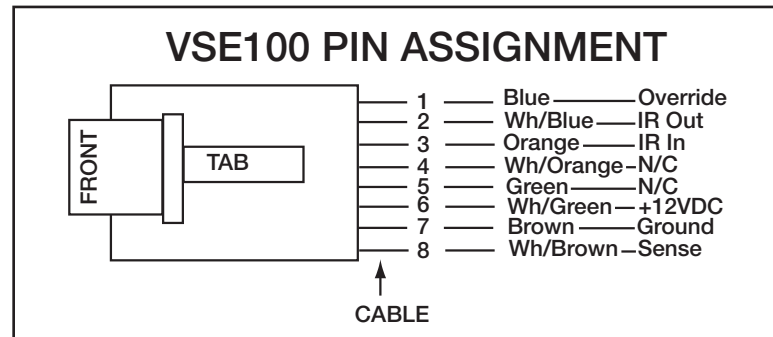 VSE100 PIN ASSIGNMENT
FRONT
TAB
1 Blue Override
2 Wh/Blue IR Out
3 Orange IR In
4 Wh/Orange N/C
5 Green N/C
6 Wh/Green +12VDC
7 Brown Ground
8 Wh/Brown Sense
CABLE